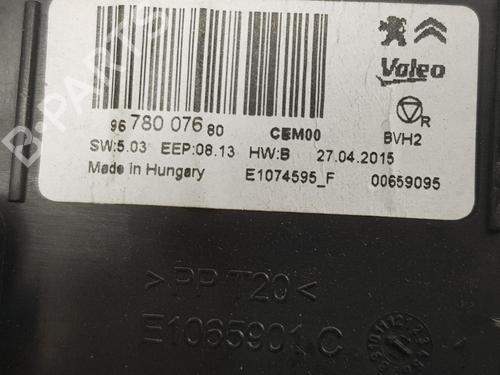 Valeo
R
96 780 076 80
CEM00
BVH2
SW:5.03 EEP:08.13 HW:B 27.04.2015
Made in Hungary E1074595_F 00659095
>PP T20<
E1065901 C
B-PARTS